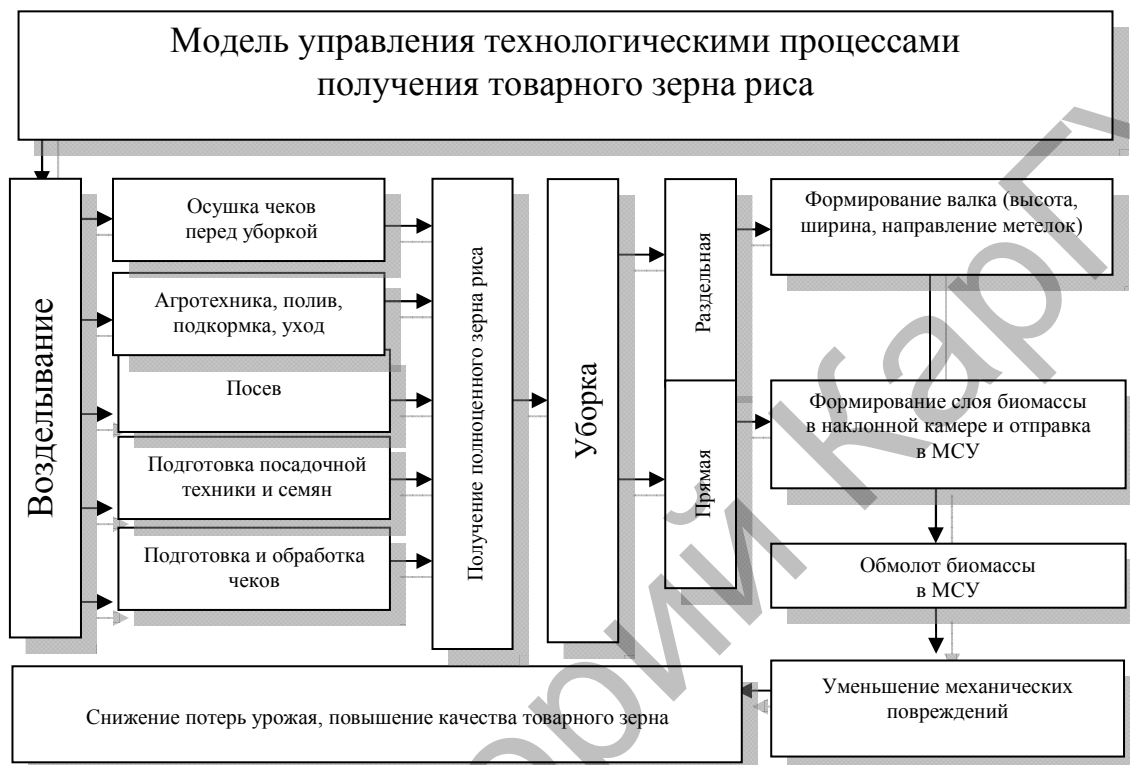 Модель управления технологическими процессами
получения товарного зерна риса
Возделывание
Осушка чеков
перед уборкой
Агротехника, полив,
подкормка, уход
Посев
Подготовка посадочной
техники и семян
Подготовка и обработка
чеков
Получение полноценного зерна риса
Уборка
Раздельная
Прямая
Формирование валка (высота,
ширина, направление метелок)
Формирование слоя биомассы
в наклонной камере и отправка
в МСУ
Обмолот биомассы
в МСУ
Уменьшение механических
повреждений
Снижение потерь урожая, повышение качества товарного зерна